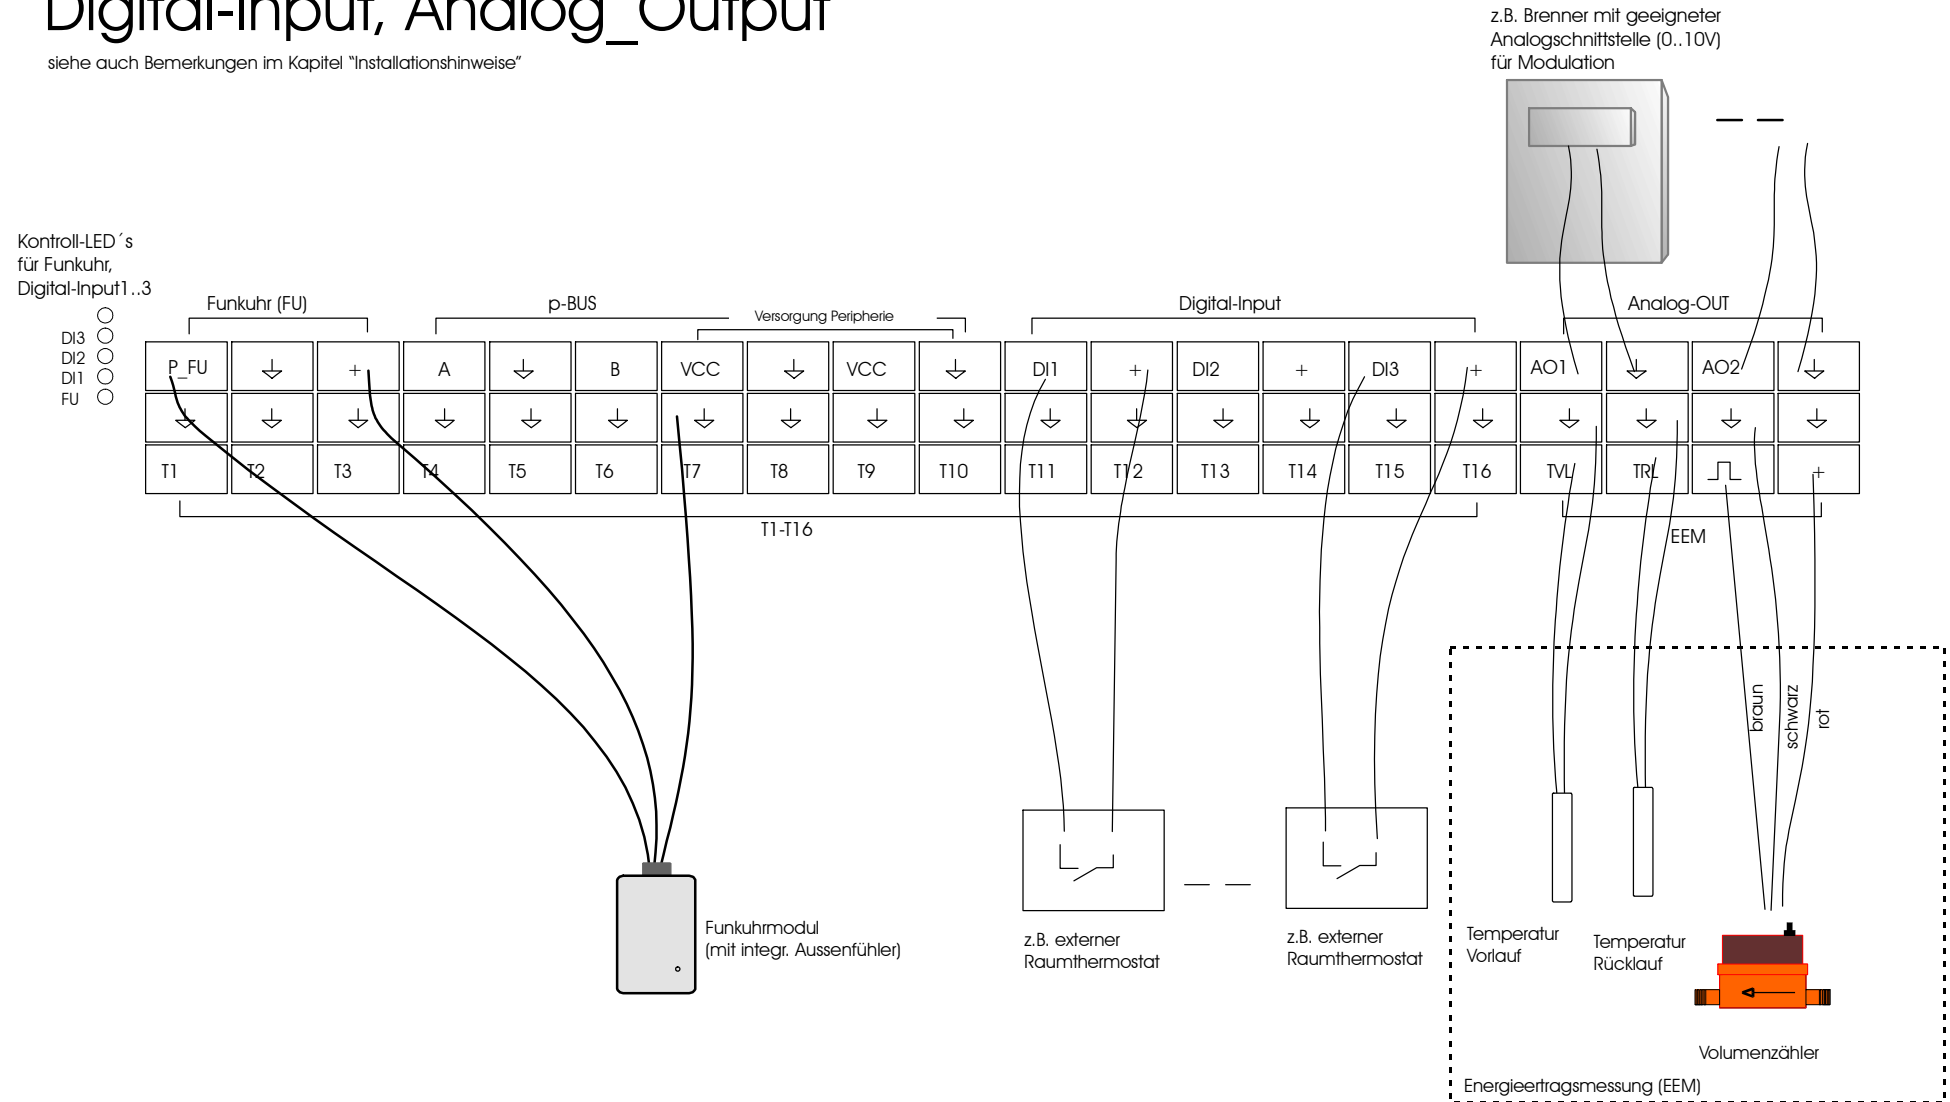 Digital-Input, Analog_Output
siehe auch Bemerkungen im Kapitel "Installationshinweise"
z.B. Brenner mit geeigneter
Analogschnittstelle (0..10V)
für Modulation
Kontroll-LED´s
für Funkuhr,
Digital-Input1..3
DI3
DI2
DI1
FU
Funkuhr (FU)
p-BUS
Versorgung Peripherie
Digital-Input
Analog-OUT
P_FU + A B VCC VCC DI1 + DI2 + DI3 + AO1 AO2
T1 T2 T3 T4 T5 T6 T7 T8 T9 T10 T11 T12 T13 T14 T15 T16 TVL TRL +
T1-T16
EEM
braun
schwarz
rot
Funkuhrmodul
(mit integr. Aussenfühler)
z.B. externer
Raumthermostat
z.B. externer
Raumthermostat
Temperatur
Vorlauf
Temperatur
Rücklauf
Volumenzähler
Energieertragsmessung (EEM)